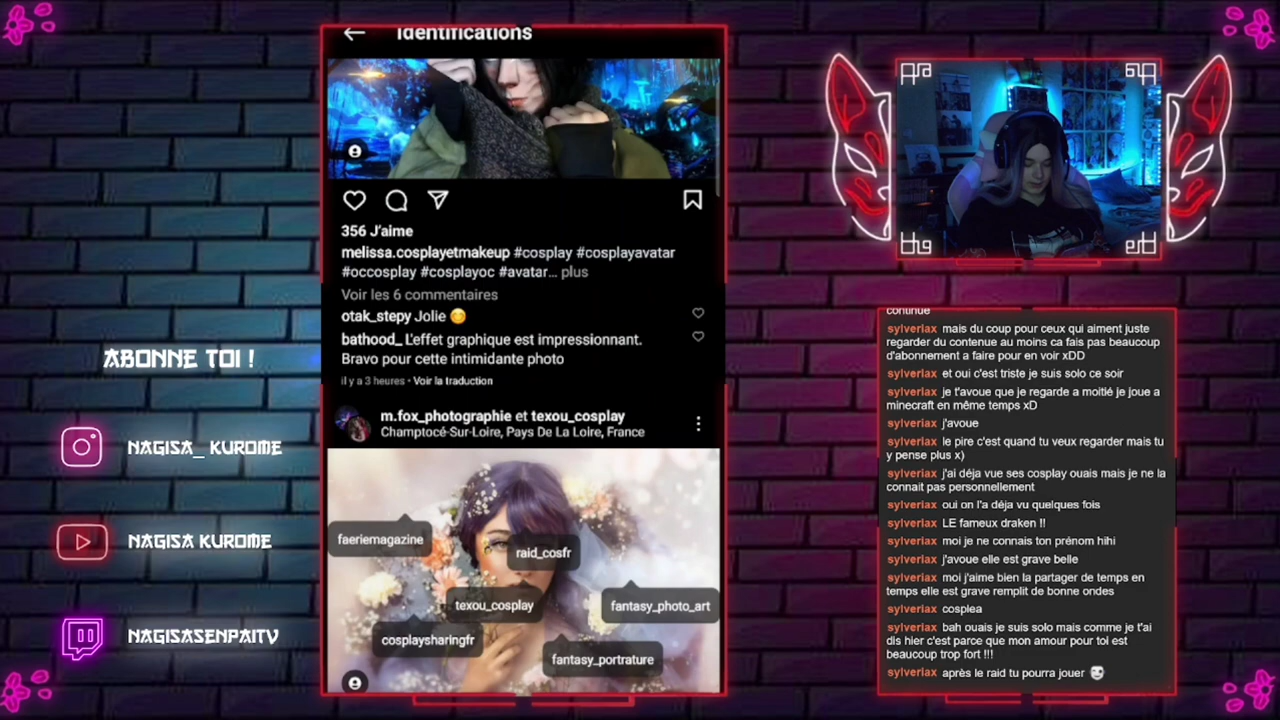 Identifications
356 J'aime
melissa.cosplayetmakeup #cosplay #cosplayavatar
#occosplay #cosplayoc #avatar... plus
Voir les 6 commentaires
otak_stepy Jolie 😊
bathood_ L'effet graphique est impressionnant.
Bravo pour cette intimidante photo
il y a 3 heures • Voir la traduction
m.fox_photographie et texou_cosplay
Champtocé-Sur-Loire, Pays De La Loire, France
faeriemagazine
raid_cosfr
texou_cosplay
fantasy_photo_art
cosplaysharingfr
fantasy_portrature
ABONNE TOI !
NAGISA_ KUROME
NAGISA KUROME
NAGISASENPAITV
continue
sylveriax mais du coup pour ceux qui aiment juste
regarder du contenue au moins ca fais pas beaucoup
d'abonnement a faire pour en voir xDD
sylveriax et oui c'est triste je suis solo ce soir
sylveriax je t'avoue que je regarde a moitié je joue a
minecraft en même temps xD
sylveriax j'avoue
sylveriax le pire c'est quand tu veux regarder mais tu
y pense plus x)
sylveriax j'ai déja vue ses cosplay ouais mais je ne la
connait pas personnellement
sylveriax oui on l'a déja vu quelques fois
sylveriax LE fameux draken !!
sylveriax moi je ne connais ton prénom hihi
sylveriax j'avoue elle est grave belle
sylveriax moi j'aime bien la partager de temps en
temps elle est grave remplit de bonne ondes
sylveriax cosplea
sylveriax bah ouais je suis solo mais comme je t'ai
dis hier c'est parce que mon amour pour toi est
beaucoup trop fort !!!
sylveriax après le raid tu pourra jouer